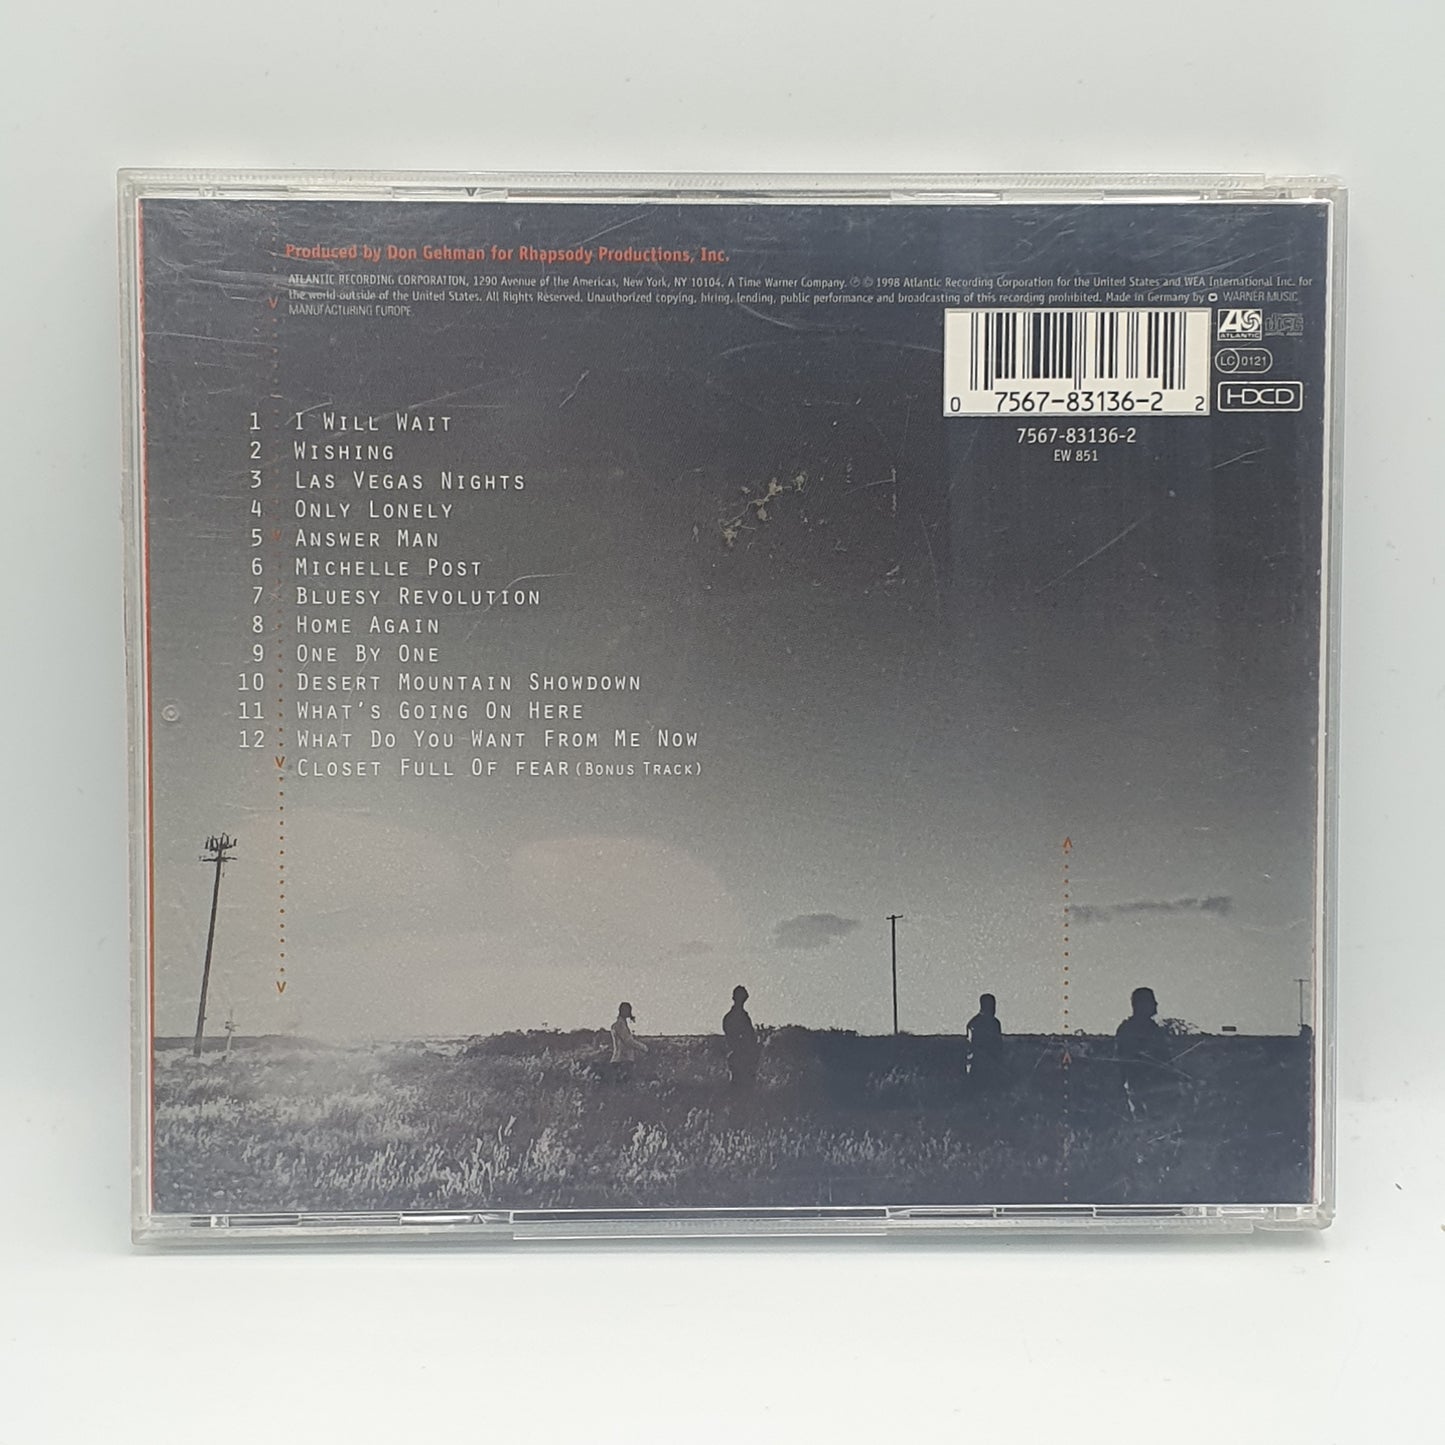 Produced by Don Gehman for Rhapsody Productions, Inc.
ATLANTIC RECORDING CORPORATION, 1290 Avenue of the Americas, New York, NY 10104. A Time Warner Company. ℗ © 1998 Atlantic Recording Corporation for the United States and WEA International Inc. for
the world outside of the United States. All Rights Reserved. Unauthorized copying, hiring, lending, public performance and broadcasting of this recording prohibited. Made in Germany by WARNER MUSIC
MANUFACTURING EUROPE
ATLANTIC
disc
DIGITAL AUDIO
LC 0121
HDCD
0 7567-83136-2 2
7567-83136-2
EW 851
1 I WILL WAIT
2 WISHING
3 LAS VEGAS NIGHTS
4 ONLY LONELY
5 ANSWER MAN
6 MICHELLE POST
7 BLUESY REVOLUTION
8 HOME AGAIN
9 ONE BY ONE
10 DESERT MOUNTAIN SHOWDOWN
11 WHAT'S GOING ON HERE
12 WHAT DO YOU WANT FROM ME NOW
CLOSET FULL OF FEAR (BONUS TRACK)